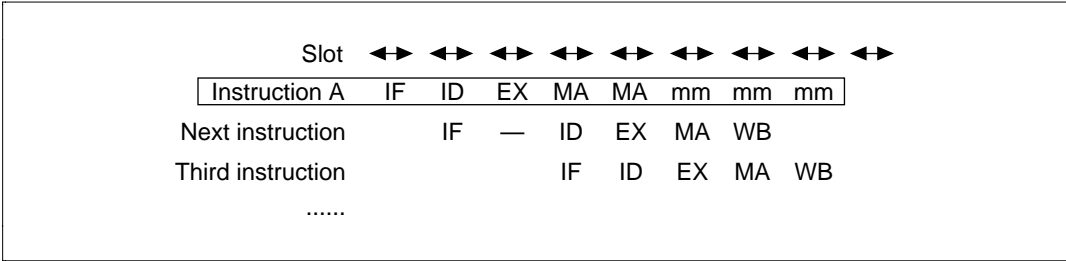 Slot
Instruction A IF ID EX MA MA mm mm mm
Next instruction IF — ID EX MA WB
Third instruction IF ID EX MA WB
......